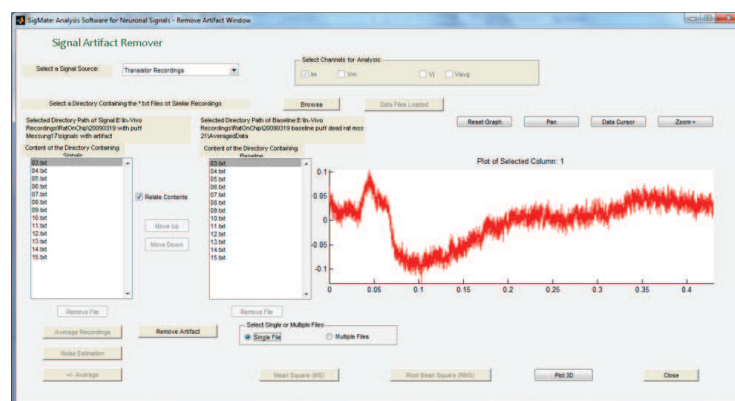 SigMate: Analysis Software for Neuronal Signals - Remove Artifact Window
Signal Artifact Remover
Select a Signal Source:
Transistor Recordings
Select Channels for Analysis:
Im
Vm
Vj
Vavg
Select a Directory Containing the *txt Files of Similar Recordings
Browse
Data Files Loaded
Selected Directory Path of Signal:E:\In-Vivo
Recordings\RatOnChip\20090319 with puff
Messung17\signals with artifact
Selected Directory Path of Baseline:E:\In-Vivo
Recordings\RatOnChip\20090319 baseline puff dead rat mss
21\AveragedData
Reset Graph
Pan
Data Cursor
Zoom +
Content of the Directory Containing
Signals
Content of the Directory Containing
Baseline
03.txt
04.txt
05.txt
06.txt
07.txt
08.txt
09.txt
10.txt
11.txt
12.txt
13.txt
14.txt
15.txt
Relate Contents
Move Up
Move Down
03.txt
04.txt
05.txt
06.txt
07.txt
08.txt
09.txt
10.txt
11.txt
12.txt
13.txt
14.txt
15.txt
Plot of Selected Column: 1
0.1
0.05
0
-0.05
-0.1
0 0.05 0.1 0.15 0.2 0.25 0.3 0.35 0.4
Remove File
Remove File
Average Recordings
Remove Artifact
Select Single or Multiple Files
Single File
Multiple Files
Noise Estimation
+/- Average
Mean Square (MS)
Root Mean Square (RMS)
Plot 3D
Close